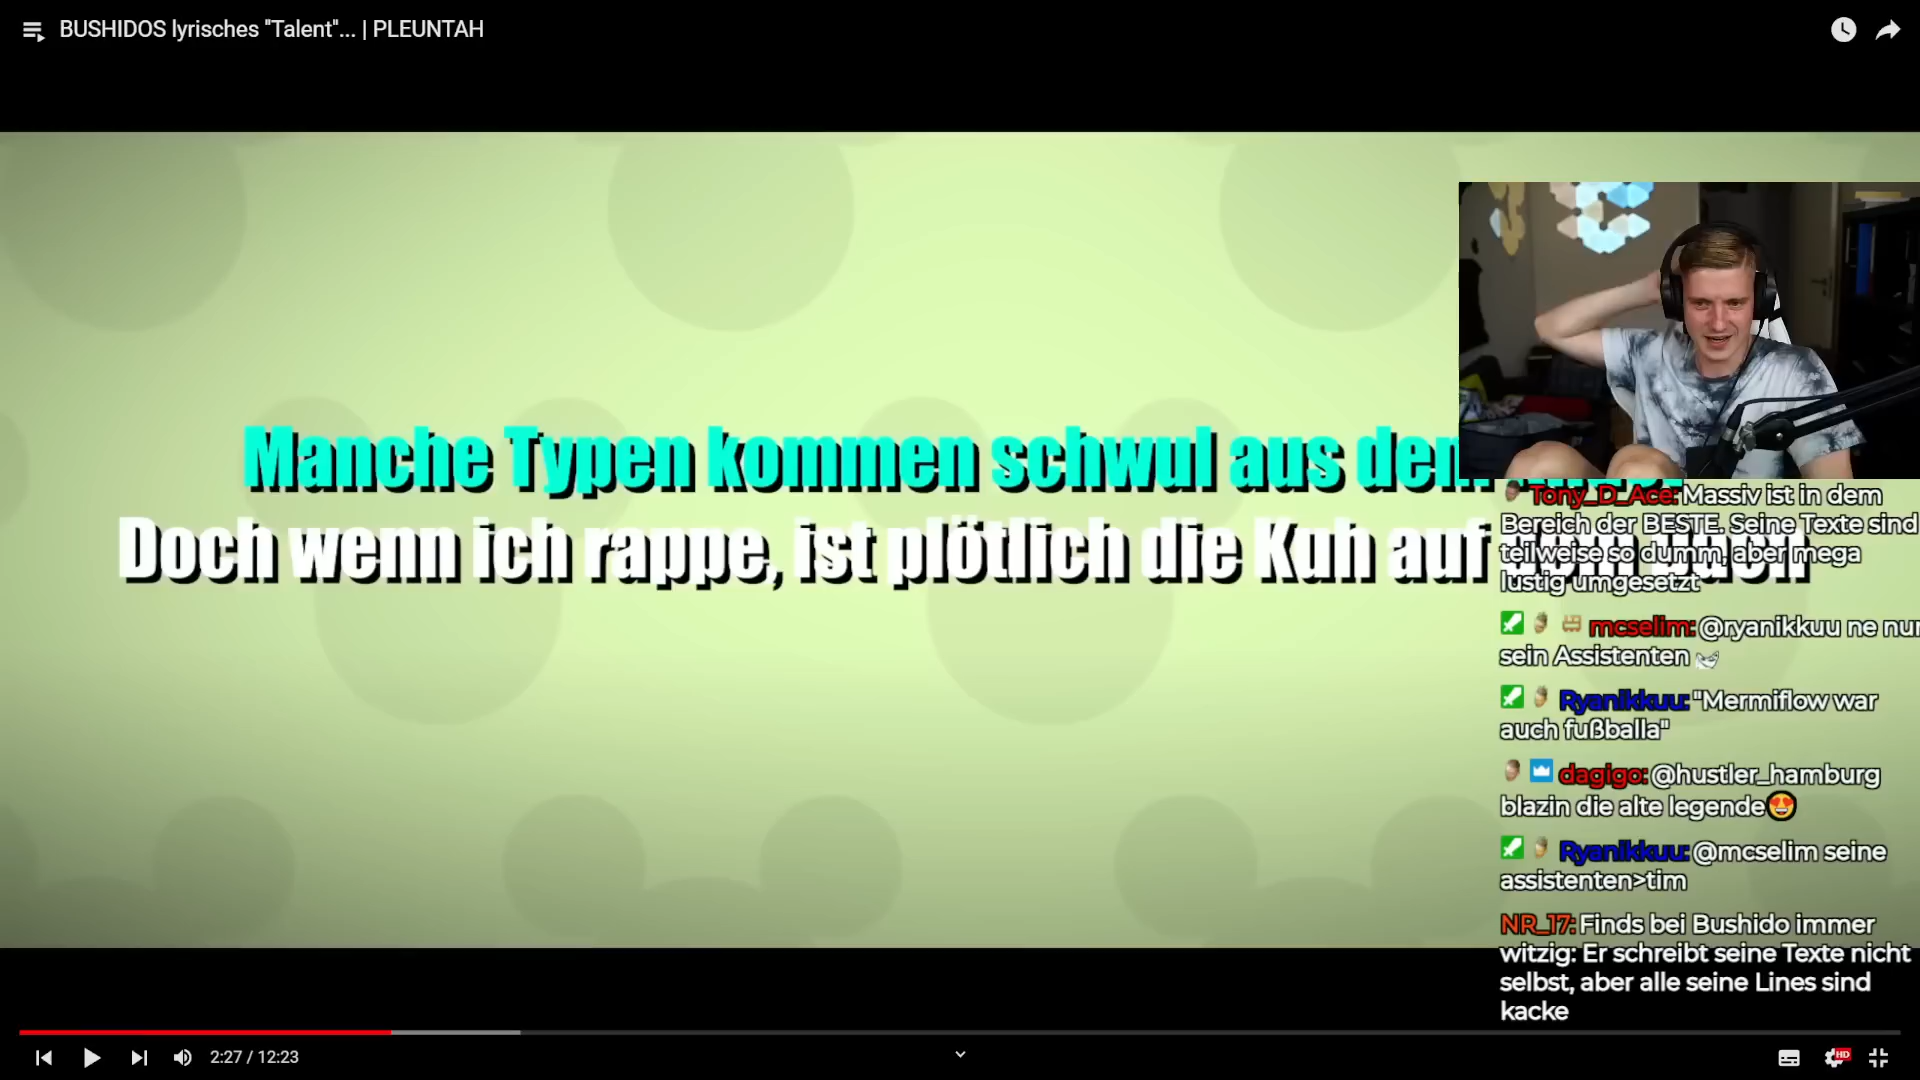 BUSHIDOS lyrisches "Talent"... | PLEUNTAH
Manche Typen kommen schwul aus dem
Doch wenn ich rappe, ist plötlich die Kuh auf dem Dach
Tony_D_Ace: Massiv ist in dem
Bereich der BESTE. Seine Texte sind
teilweise so dumm, aber mega
lustig umgesetzt
mcselim: @ryanikkuu ne nur
sein Assistenten
Ryanikkuu: "Mermiflow war
auch fußballa"
dagigo: @hustler_hamburg
blazin die alte legende
Ryanikkuu: @mcselim seine
assistenten>tim
NR_17: Finds bei Bushido immer
witzig: Er schreibt seine Texte nicht
selbst, aber alle seine Lines sind
kacke
2:27 / 12:23
HD